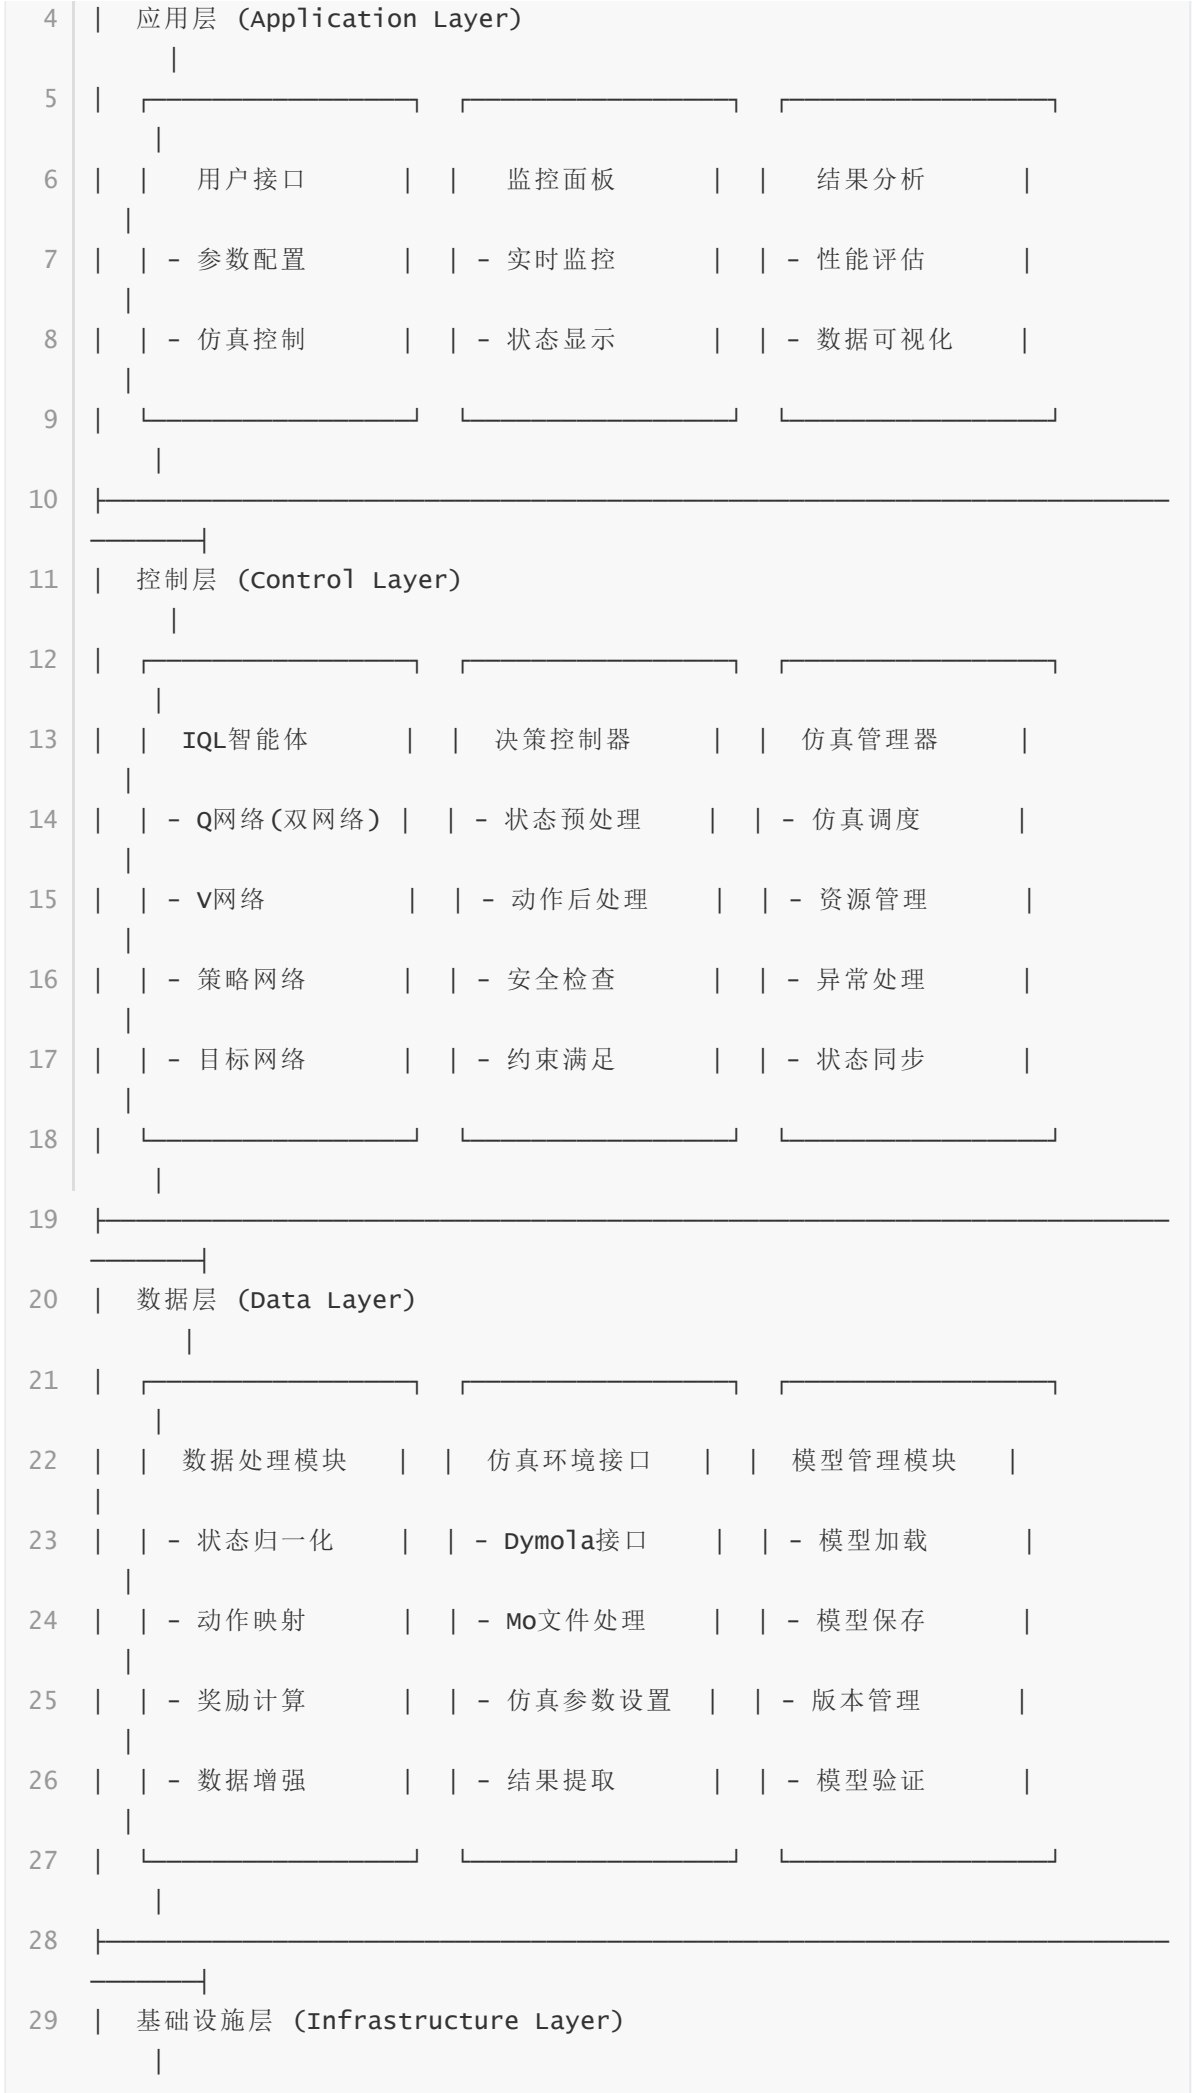 4 │ 应用层 (Application Layer)
│
5 │ ┌─────────────────┐ ┌─────────────────┐ ┌─────────────────┐
│
6 │ │ 用户接口 │ │ 监控面板 │ │ 结果分析 │
│
7 │ │ - 参数配置 │ │ - 实时监控 │ │ - 性能评估 │
│
8 │ │ - 仿真控制 │ │ - 状态显示 │ │ - 数据可视化 │
│
9 │ └─────────────────┘ └─────────────────┘ └─────────────────┘
│
10 ├─────────────────────────────────────────────────────────────────────
───────┤
11 │ 控制层 (Control Layer)
│
12 │ ┌─────────────────┐ ┌─────────────────┐ ┌─────────────────┐
│
13 │ │ IQL智能体 │ │ 决策控制器 │ │ 仿真管理器 │
│
14 │ │ - Q网络(双网络) │ │ - 状态预处理 │ │ - 仿真调度 │
│
15 │ │ - V网络 │ │ - 动作后处理 │ │ - 资源管理 │
│
16 │ │ - 策略网络 │ │ - 安全检查 │ │ - 异常处理 │
│
17 │ │ - 目标网络 │ │ - 约束满足 │ │ - 状态同步 │
│
18 │ └─────────────────┘ └─────────────────┘ └─────────────────┘
│
19 ├─────────────────────────────────────────────────────────────────────
───────┤
20 │ 数据层 (Data Layer)
│
21 │ ┌─────────────────┐ ┌─────────────────┐ ┌─────────────────┐
│
22 │ │ 数据处理模块 │ │ 仿真环境接口 │ │ 模型管理模块 │
│
23 │ │ - 状态归一化 │ │ - Dymola接口 │ │ - 模型加载 │
│
24 │ │ - 动作映射 │ │ - Mo文件处理 │ │ - 模型保存 │
│
25 │ │ - 奖励计算 │ │ - 仿真参数设置 │ │ - 版本管理 │
│
26 │ │ - 数据增强 │ │ - 结果提取 │ │ - 模型验证 │
│
27 │ └─────────────────┘ └─────────────────┘ └─────────────────┘
│
28 ├─────────────────────────────────────────────────────────────────────
───────┤
29 │ 基础设施层 (Infrastructure Layer)
│